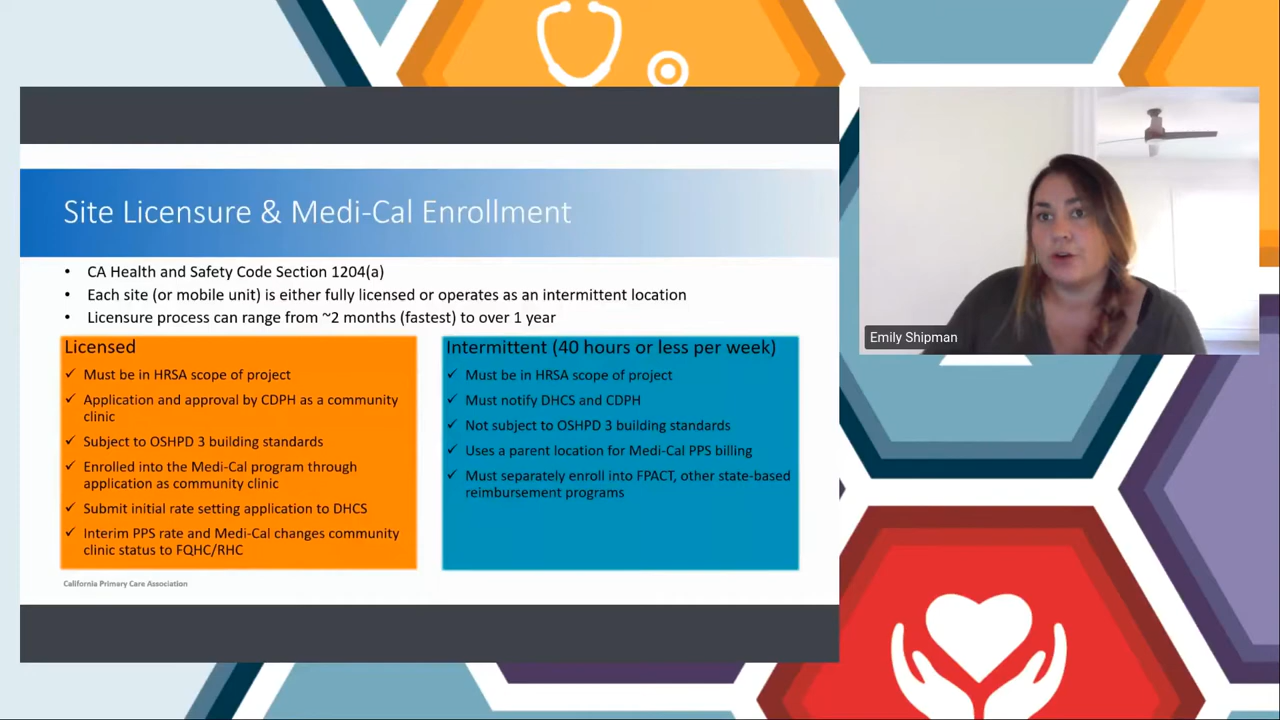 Site Licensure & Medi-Cal Enrollment
• CA Health and Safety Code Section 1204(a)
• Each site (or mobile unit) is either fully licensed or operates as an intermittent location
• Licensure process can range from ~2 months (fastest) to over 1 year
Licensed
✓ Must be in HRSA scope of project
✓ Application and approval by CDPH as a community
clinic
✓ Subject to OSHPD 3 building standards
✓ Enrolled into the Medi-Cal program through
application as community clinic
✓ Submit initial rate setting application to DHCS
✓ Interim PPS rate and Medi-Cal changes community
clinic status to FQHC/RHC
Intermittent (40 hours or less per week)
✓ Must be in HRSA scope of project
✓ Must notify DHCS and CDPH
✓ Not subject to OSHPD 3 building standards
✓ Uses a parent location for Medi-Cal PPS billing
✓ Must separately enroll into FPACT, other state-based
reimbursement programs
California Primary Care Association
Emily Shipman